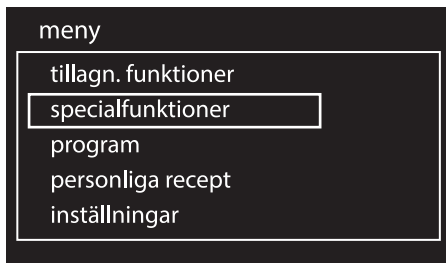 meny
tillagn. funktioner
specialfunktioner
program
personliga recept
inställningar